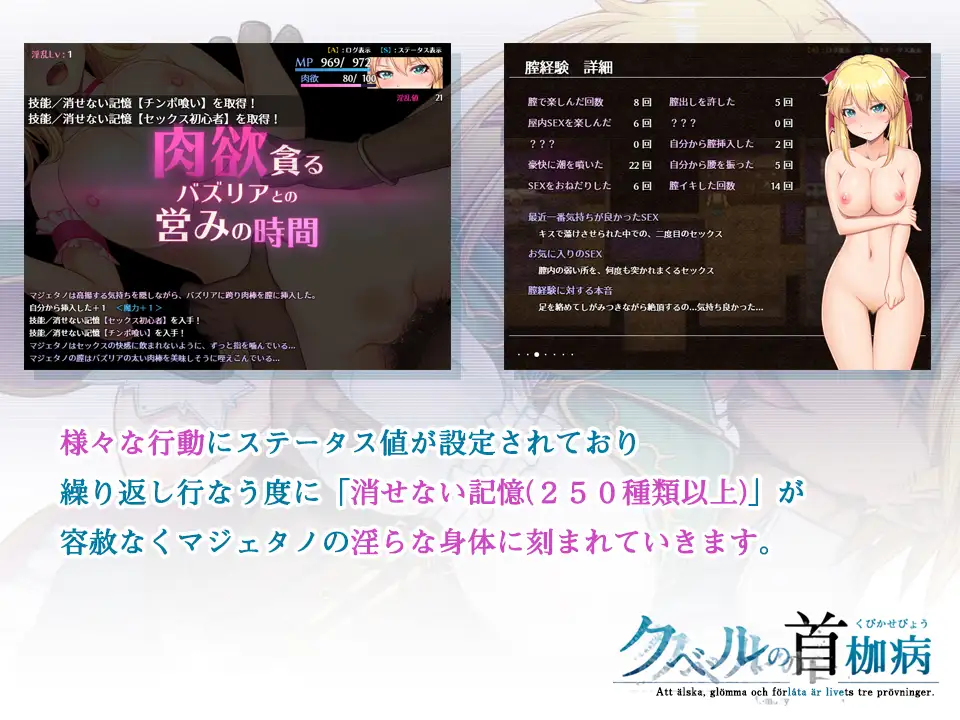 淫乱Lv：1
【A】：ログ表示 【S】：ステータス表示
MP 969/ 972
肉欲 80/ 100
淫乱値 21
技能／消せない記憶【チンポ喰い】を取得！
技能／消せない記憶【セックス初心者】を取得！
肉欲貪る
バズリアとの
営みの時間
マジェタノは高揚する気持ちを隠しながら、バズリアに跨り肉棒を膣に挿入した。
自分から挿入した＋１ ＜魔力＋１＞
技能／消せない記憶【セックス初心者】を入手！
技能／消せない記憶【チンポ喰い】を入手！
マジェタノはセックスの快感に飲まれないように、ずっと指を噛んでいる…
マジェタノの膣はバズリアの太い肉棒を美味しそうに咥えこんでいる…
膣経験 詳細
膣で楽しんだ回数 8 回 膣出しを許した 5 回
屋内SEXを楽しんだ 6 回 ？？？ 0 回
？？？ 0 回 自分から膣挿入した 2 回
豪快に潮を噴いた 22 回 自分から腰を振った 5 回
SEXをおねだりした 6 回 膣イキした回数 14 回
最近一番気持ちが良かったSEX
キスで蕩けさせられた中での、二度目のセックス
お気に入りのSEX
膣内の弱い所を、何度も突かれまくるセックス
膣経験に対する本音
足を絡めてしがみつきながら絶頂するの…気持ち良かった…
様々な行動にステータス値が設定されており
繰り返し行なう度に「消せない記憶(２５０種類以上)」が
容赦なくマジェタノの淫らな身体に刻まれていきます。
くびかせびょう
クベルの首枷病
Att älska, glömma och förlåta är livets tre prövninger.